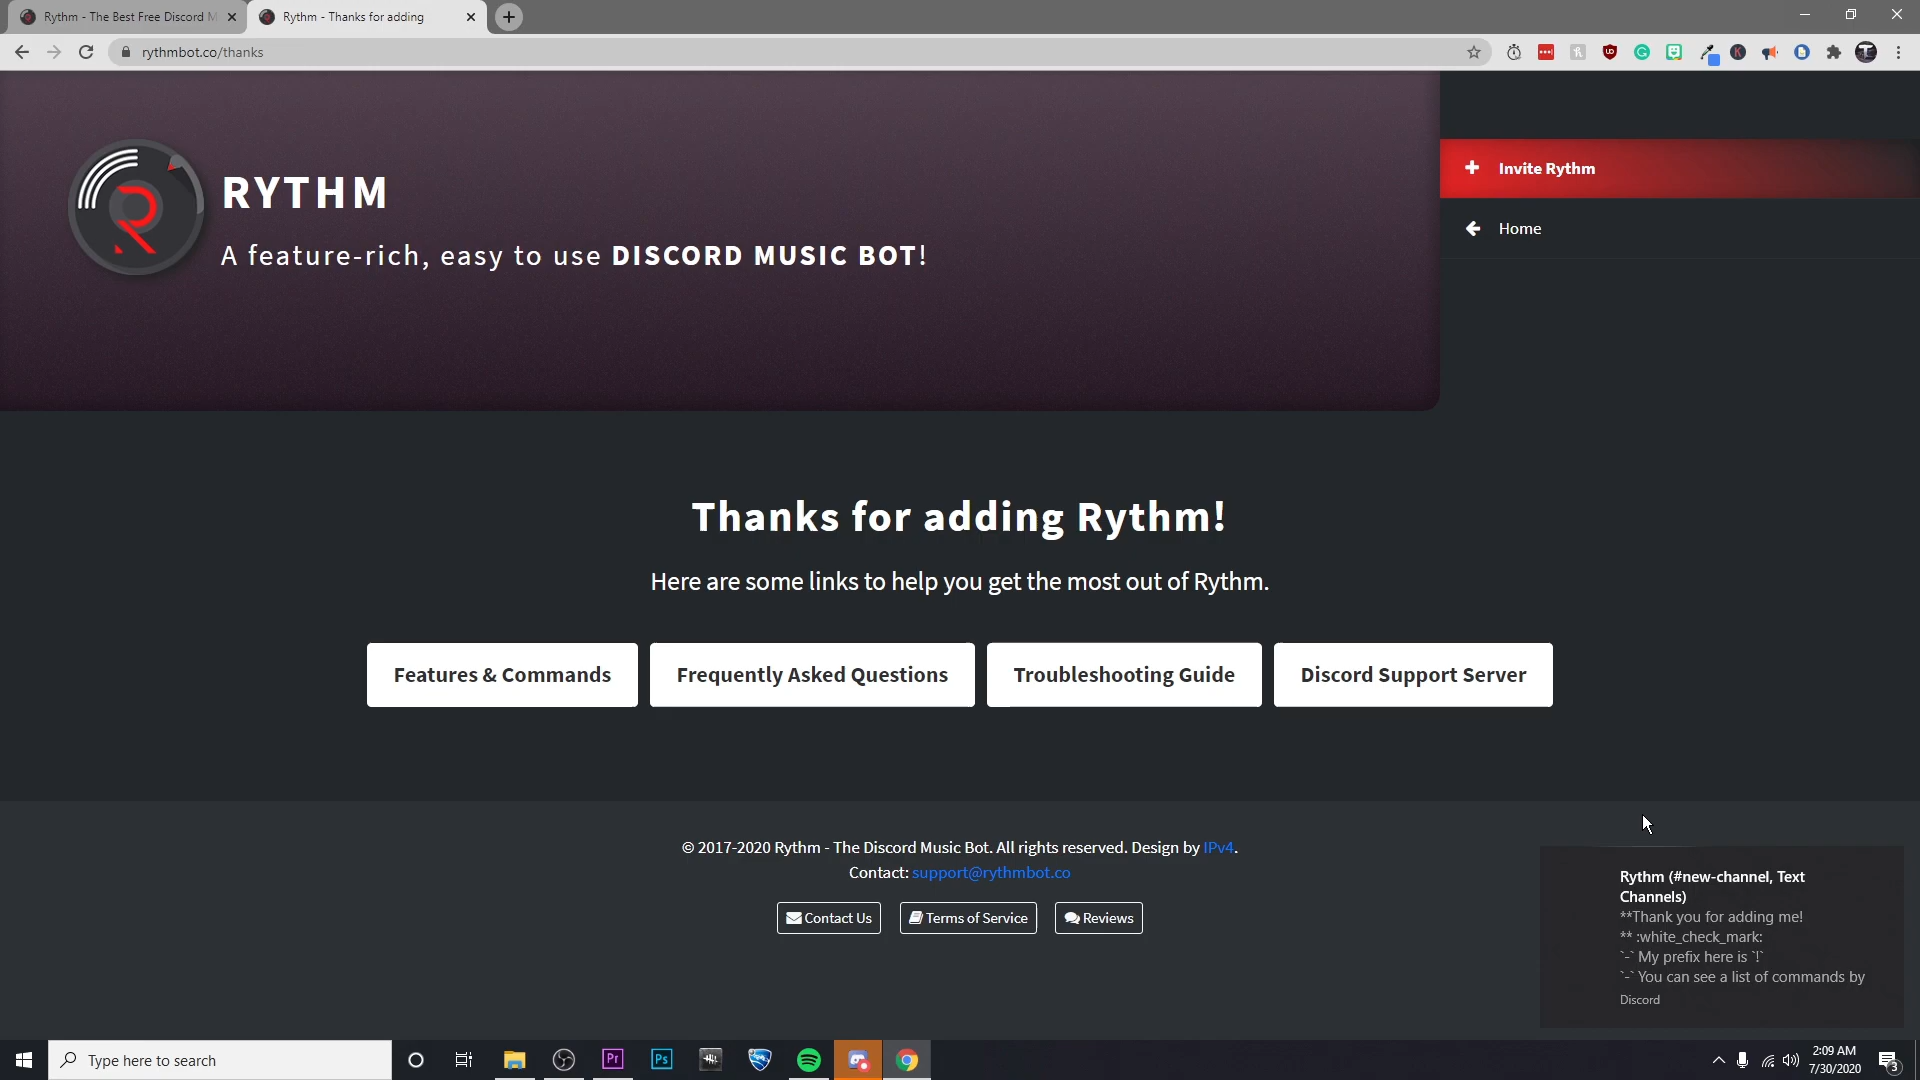 Rythm - The Best Free Discord M
Rythm - Thanks for adding
rythmbot.co/thanks
RYTHM
A feature-rich, easy to use DISCORD MUSIC BOT!
Invite Rythm
Home
Thanks for adding Rythm!
Here are some links to help you get the most out of Rythm.
Features & Commands
Frequently Asked Questions
Troubleshooting Guide
Discord Support Server
© 2017-2020 Rythm - The Discord Music Bot. All rights reserved. Design by IPv4.
Contact: support@rythmbot.co
Contact Us
Terms of Service
Reviews
Rythm (#new-channel, Text
Channels)
**Thank you for adding me!
** :white_check_mark:
`-` My prefix here is `!`
`-` You can see a list of commands by
Discord
Type here to search
Pr
Ps
2:09 AM
7/30/2020
3